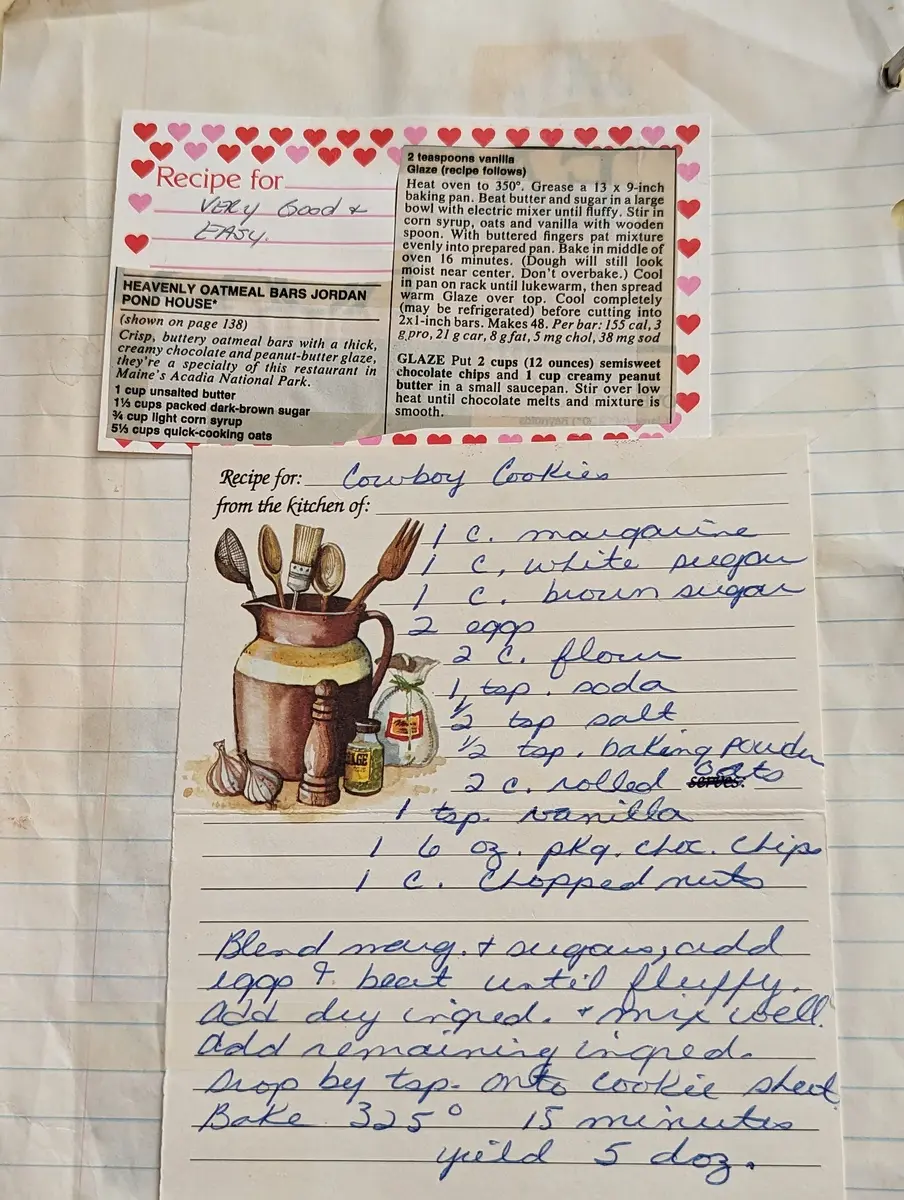 Recipe for
VERY Good &
EASY.
HEAVENLY OATMEAL BARS JORDAN
POND HOUSE*
(shown on page 138)
Crisp, buttery oatmeal bars with a thick,
creamy chocolate and peanut-butter glaze,
they're a specialty of this restaurant in
Maine's Acadia National Park.
1 cup unsalted butter
1⅓ cups packed dark-brown sugar
¾ cup light corn syrup
5⅓ cups quick-cooking oats
2 teaspoons vanilla
Glaze (recipe follows)
Heat oven to 350°. Grease a 13 x 9-inch
baking pan. Beat butter and sugar in a large
bowl with electric mixer until fluffy. Stir in
corn syrup, oats and vanilla with wooden
spoon. With buttered fingers pat mixture
evenly into prepared pan. Bake in middle of
oven 16 minutes. (Dough will still look
moist near center. Don't overbake.) Cool
in pan on rack until lukewarm, then spread
warm Glaze over top. Cool completely
(may be refrigerated) before cutting into
2x1-inch bars. Makes 48. Per bar: 155 cal, 3
g pro, 21 g car, 8 g fat, 5 mg chol, 38 mg sod
GLAZE Put 2 cups (12 ounces) semisweet
chocolate chips and 1 cup creamy peanut
butter in a small saucepan. Stir over low
heat until chocolate melts and mixture is
smooth.
Recipe for: Cowboy Cookies
from the kitchen of:
1 c. margarine
1 c. white sugar
1 c. brown sugar
2 eggs
2 c. flour
1 tsp. soda
½ tsp salt
½ tsp. baking powder
2 c. rolled oats
serves:
1 tsp. vanilla
1 6 oz. pkg. choc. chips
1 c. chopped nuts
Blend marg. & sugars, add
eggs & beat until fluffy.
Add dry ingred. & mix well.
Add remaining ingred.
Drop by tsp. onto cookie sheet
Bake 325° 15 minutes
yield 5 doz.